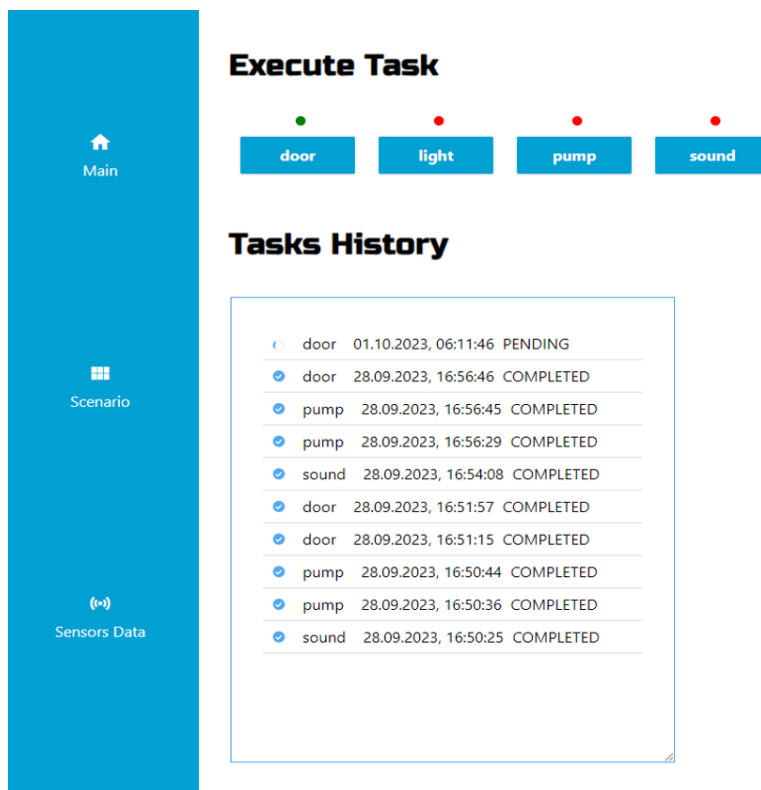 Execute Task
door light pump sound
Main
Tasks History
door 01.10.2023, 06:11:46 PENDING
door 28.09.2023, 16:56:46 COMPLETED
pump 28.09.2023, 16:56:45 COMPLETED
pump 28.09.2023, 16:56:29 COMPLETED
sound 28.09.2023, 16:54:08 COMPLETED
door 28.09.2023, 16:51:57 COMPLETED
door 28.09.2023, 16:51:15 COMPLETED
pump 28.09.2023, 16:50:44 COMPLETED
pump 28.09.2023, 16:50:36 COMPLETED
sound 28.09.2023, 16:50:25 COMPLETED
Scenario
Sensors Data